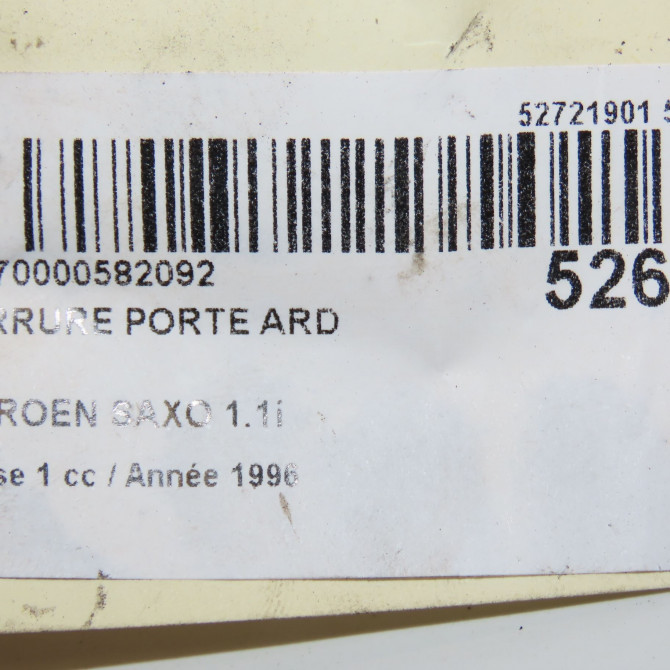 52721901 5
70000582092
526
RRURE PORTE ARD
ROEN SAXO 1.1i
se 1 cc / Année 1996